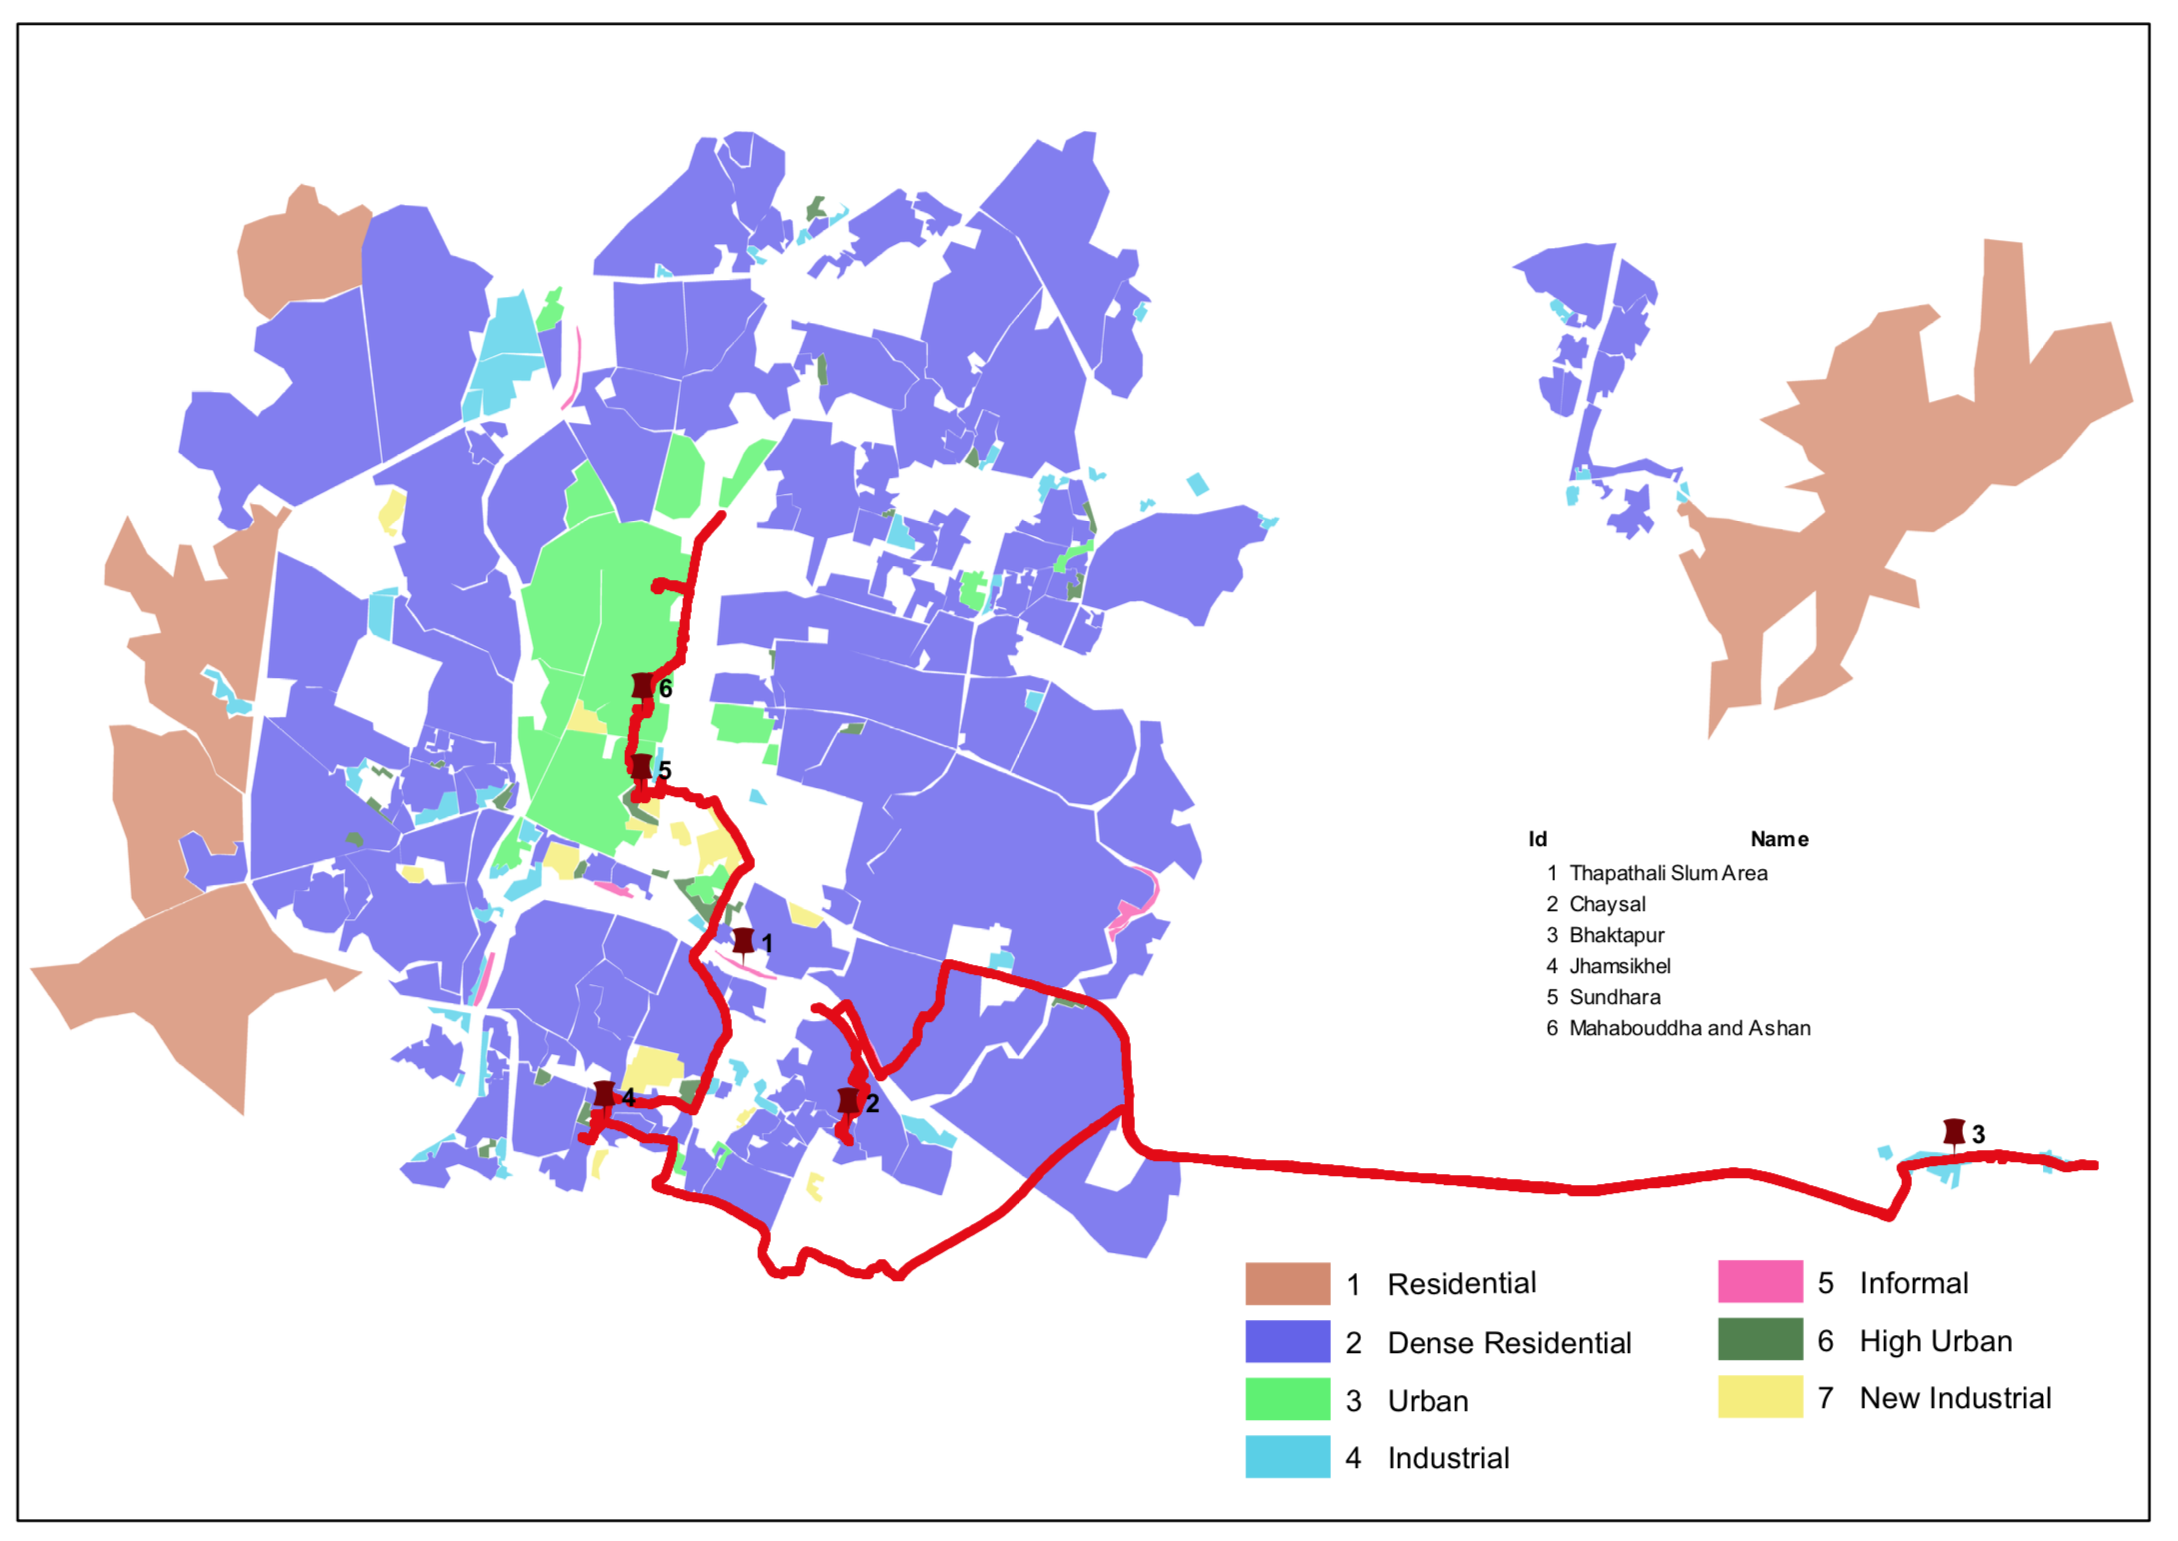 6
5
1
4
2
3
Id Name
1 Thapathali Slum Area
2 Chaysal
3 Bhaktapur
4 Jhamsikhel
5 Sundhara
6 Mahabouddha and Ashan
1 Residential
2 Dense Residential
3 Urban
4 Industrial
5 Informal
6 High Urban
7 New Industrial